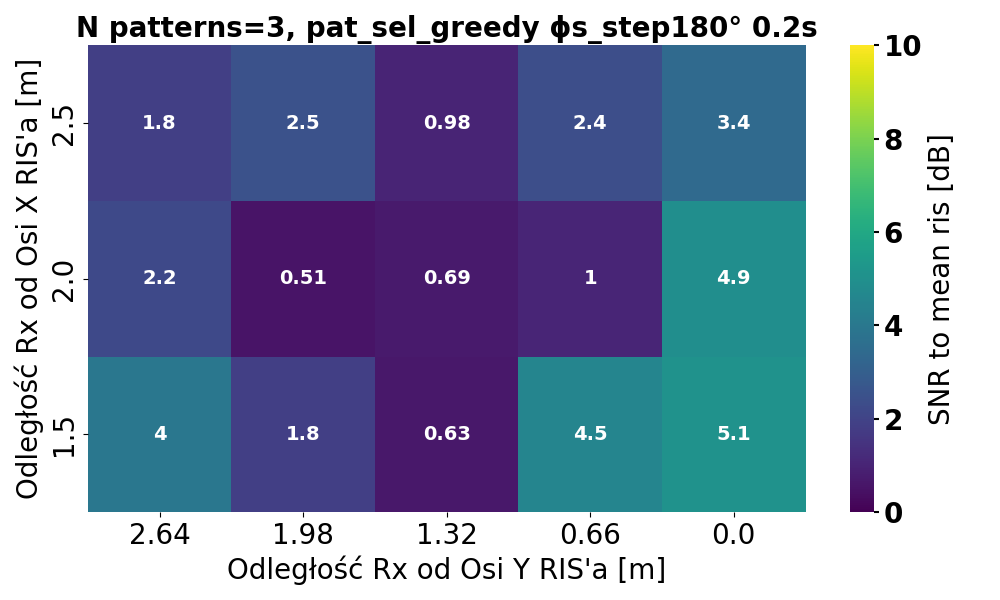 N patterns=3, pat_sel_greedy ϕs_step180° 0.2s
Odległość Rx od Osi X RIS'a [m]
2.5
1.8 2.5 0.98 2.4 3.4
2.0
2.2 0.51 0.69 1 4.9
1.5
4 1.8 0.63 4.5 5.1
2.64 1.98 1.32 0.66 0.0
Odległość Rx od Osi Y RIS'a [m]
10
8
6
4
2
0
SNR to mean ris [dB]